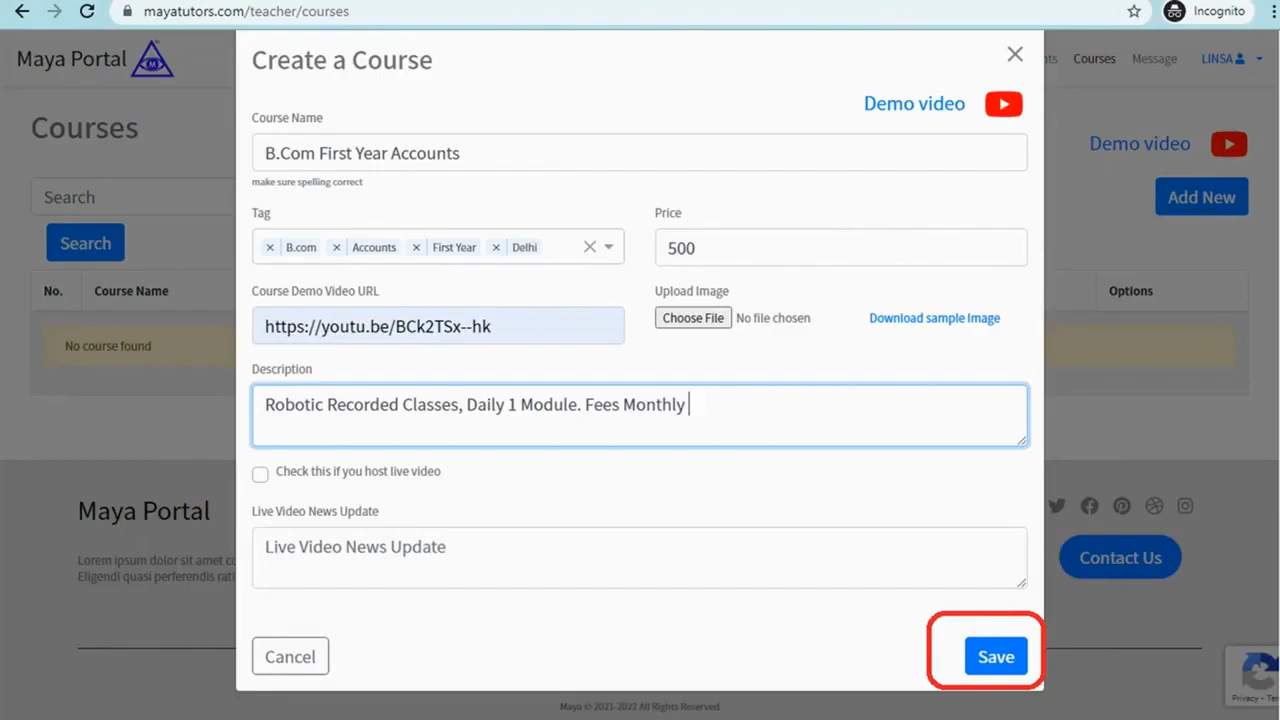 mayatutors.com/teacher/courses
Incognito
Maya Portal
Courses
Message
LINSA
Create a Course
Demo video
Courses
Demo video
Course Name
B.Com First Year Accounts
make sure spelling correct
Search
Add New
Tag
Price
B.com
Accounts
First Year
Delhi
500
Search
Course Demo Video URL
Upload Image
No.
Course Name
Options
https://youtu.be/BCk2TSx--hk
Choose File No file chosen
Download sample Image
No course found
Description
Robotic Recorded Classes, Daily 1 Module. Fees Monthly
Check this if you host live video
Maya Portal
Live Video News Update
Live Video News Update
Lorem ipsum dolor sit amet
Eligendi quasi perferendis
Contact Us
Cancel
Save
Maya © 2021-2022 All Rights Reserved
Privacy